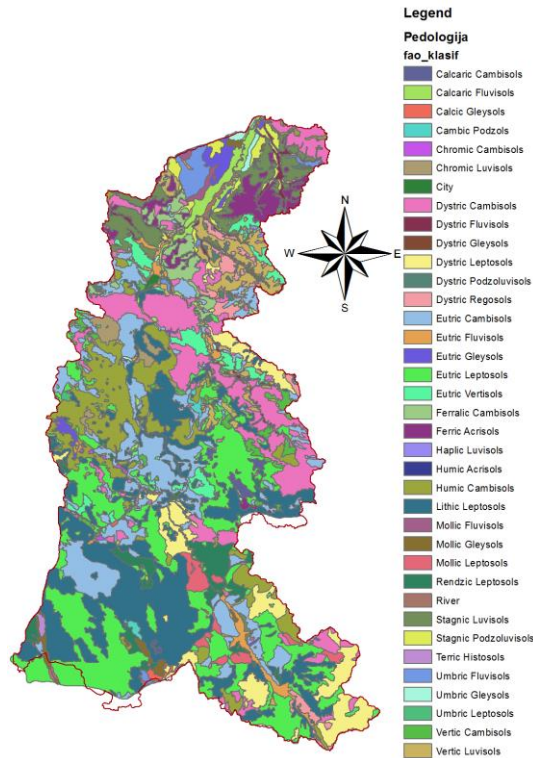 Legend
Pedologija
fao_klasif
Calcaric Cambisols
Calcaric Fluvisols
Calcic Gleysols
Cambic Podzols
Chromic Cambisols
Chromic Luvisols
City
Dystric Cambisols
Dystric Fluvisols
Dystric Gleysols
Dystric Leptosols
Dystric Podzoluvisols
Dystric Regosols
Eutric Cambisols
Eutric Fluvisols
Eutric Gleysols
Eutric Leptosols
Eutric Vertisols
Ferralic Cambisols
Ferric Acrisols
Haplic Luvisols
Humic Acrisols
Humic Cambisols
Lithic Leptosols
Mollic Fluvisols
Mollic Gleysols
Mollic Leptosols
Rendzic Leptosols
River
Stagnic Luvisols
Stagnic Podzoluvisols
Terric Histosols
Umbric Fluvisols
Umbric Gleysols
Umbric Leptosols
Vertic Cambisols
Vertic Luvisols
N
W
E
S